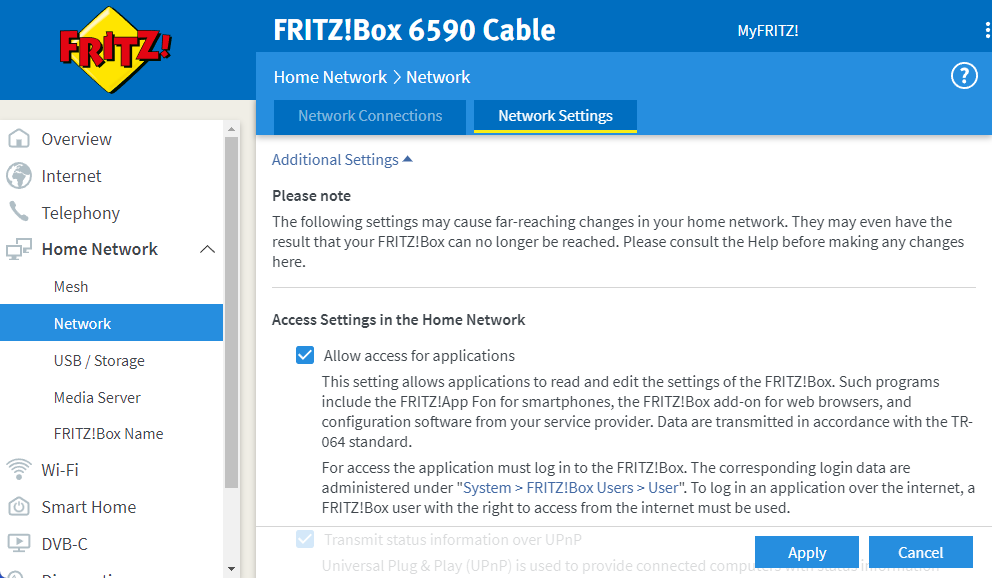 FRITZ!
FRITZ!Box 6590 Cable
MyFRITZ!
Home Network > Network
?
Network Connections
Network Settings
Overview
Internet
Telephony
Home Network
Mesh
Network
USB / Storage
Media Server
FRITZ!Box Name
Wi-Fi
Smart Home
DVB-C
Additional Settings
Please note
The following settings may cause far-reaching changes in your home network. They may even have the
result that your FRITZ!Box can no longer be reached. Please consult the Help before making any changes
here.
Access Settings in the Home Network
Allow access for applications
This setting allows applications to read and edit the settings of the FRITZ!Box. Such programs
include the FRITZ!App Fon for smartphones, the FRITZ!Box add-on for web browsers, and
configuration software from your service provider. Data are transmitted in accordance with the TR-
064 standard.
For access the application must log in to the FRITZ!Box. The corresponding login data are
administered under "System > FRITZ!Box Users > User". To log in an application over the internet, a
FRITZ!Box user with the right to access from the internet must be used.
Transmit status information over UPnP
Universal Plug & Play (UPnP) is used to provide connected computers with status information
Apply
Cancel